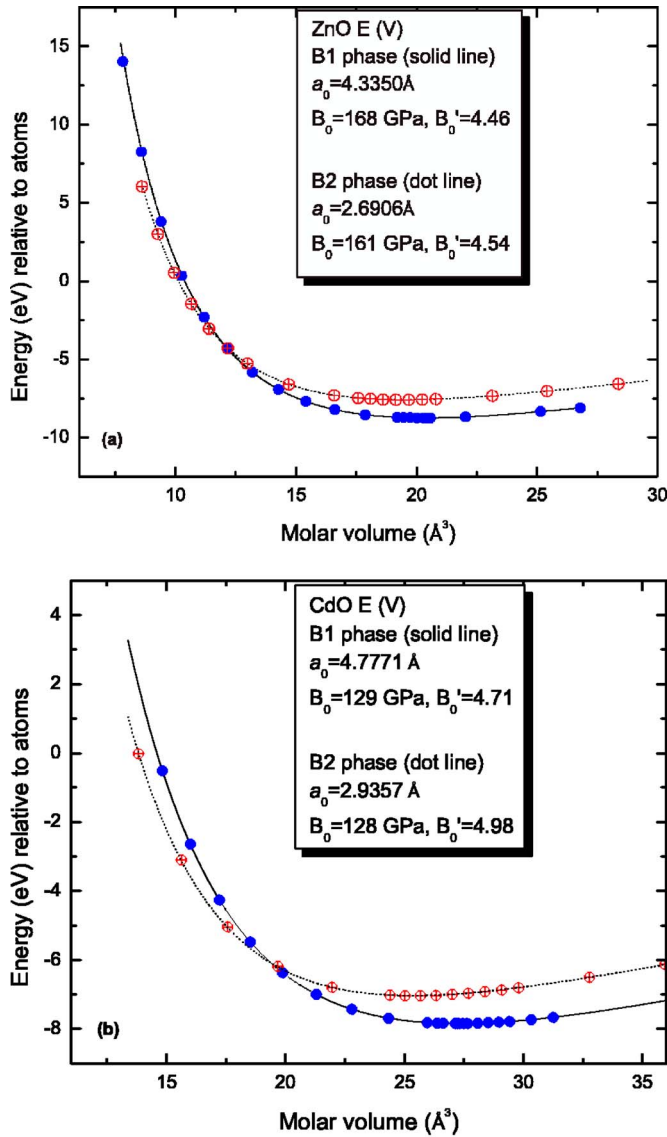 15
10
5
0
-5
-10
Energy (eV) relative to atoms
ZnO E (V)
B1 phase (solid line)
a₀=4.3350Å
B₀=168 GPa, B₀'=4.46
B2 phase (dot line)
a₀=2.6906Å
B₀=161 GPa, B₀'=4.54
(a)
10 15 20 25 30
Molar volume (Å³)
4
2
0
-2
-4
-6
-8
Energy (eV) relative to atoms
CdO E (V)
B1 phase (solid line)
a₀=4.7771 Å
B₀=129 GPa, B₀'=4.71
B2 phase (dot line)
a₀=2.9357 Å
B₀=128 GPa, B₀'=4.98
(b)
15 20 25 30 35
Molar volume (Å³)